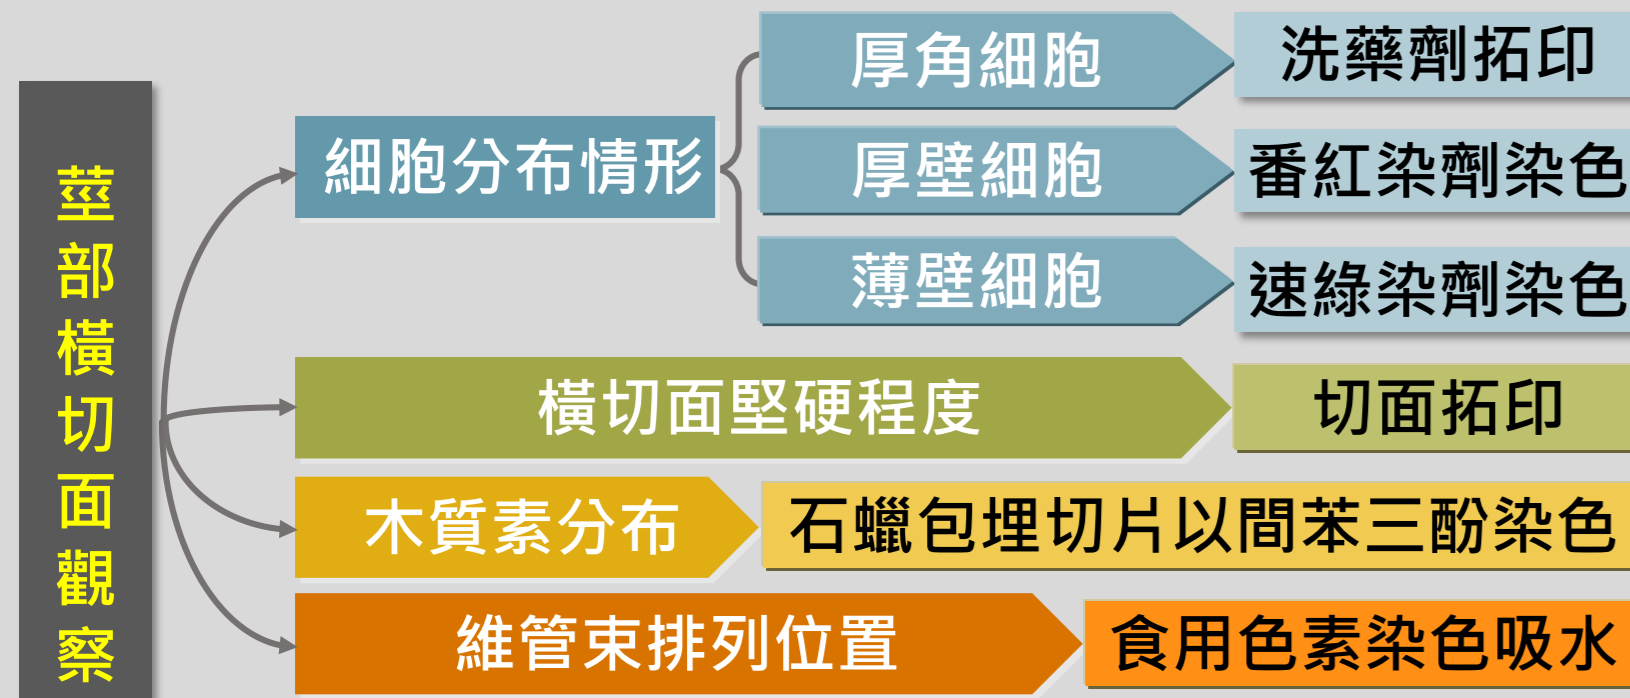 莖部橫切面觀察
細胞分布情形
厚角細胞
洗藥劑拓印
厚壁細胞
番紅染劑染色
薄壁細胞
速綠染劑染色
橫切面堅硬程度
切面拓印
木質素分布
石蠟包埋切片以間苯三酚染色
維管束排列位置
食用色素染色吸水